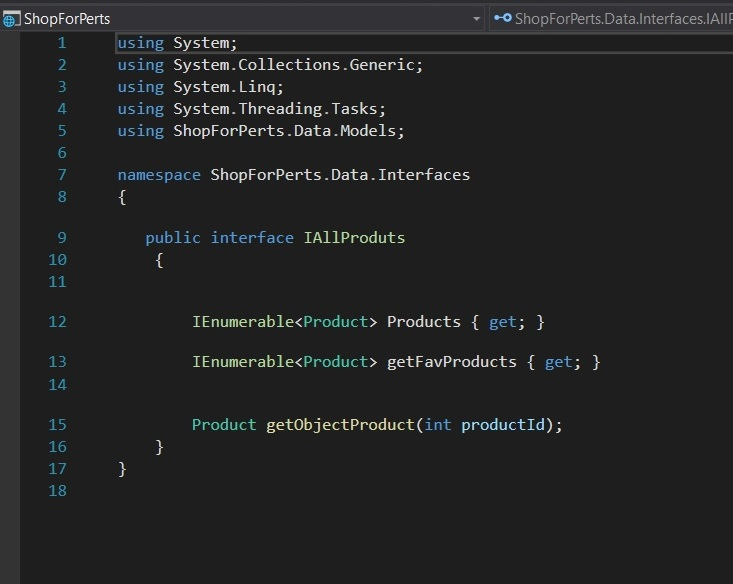 ShopForPerts
ShopForPerts.Data.Interfaces.IAllP
1 using System;
2 using System.Collections.Generic;
3 using System.Linq;
4 using System.Threading.Tasks;
5 using ShopForPerts.Data.Models;
6
7 namespace ShopForPerts.Data.Interfaces
8 {
9 public interface IAllProduts
10 {
11
12 IEnumerable<Product> Products { get; }
13 IEnumerable<Product> getFavProducts { get; }
14
15 Product getObjectProduct(int productId);
16 }
17 }
18